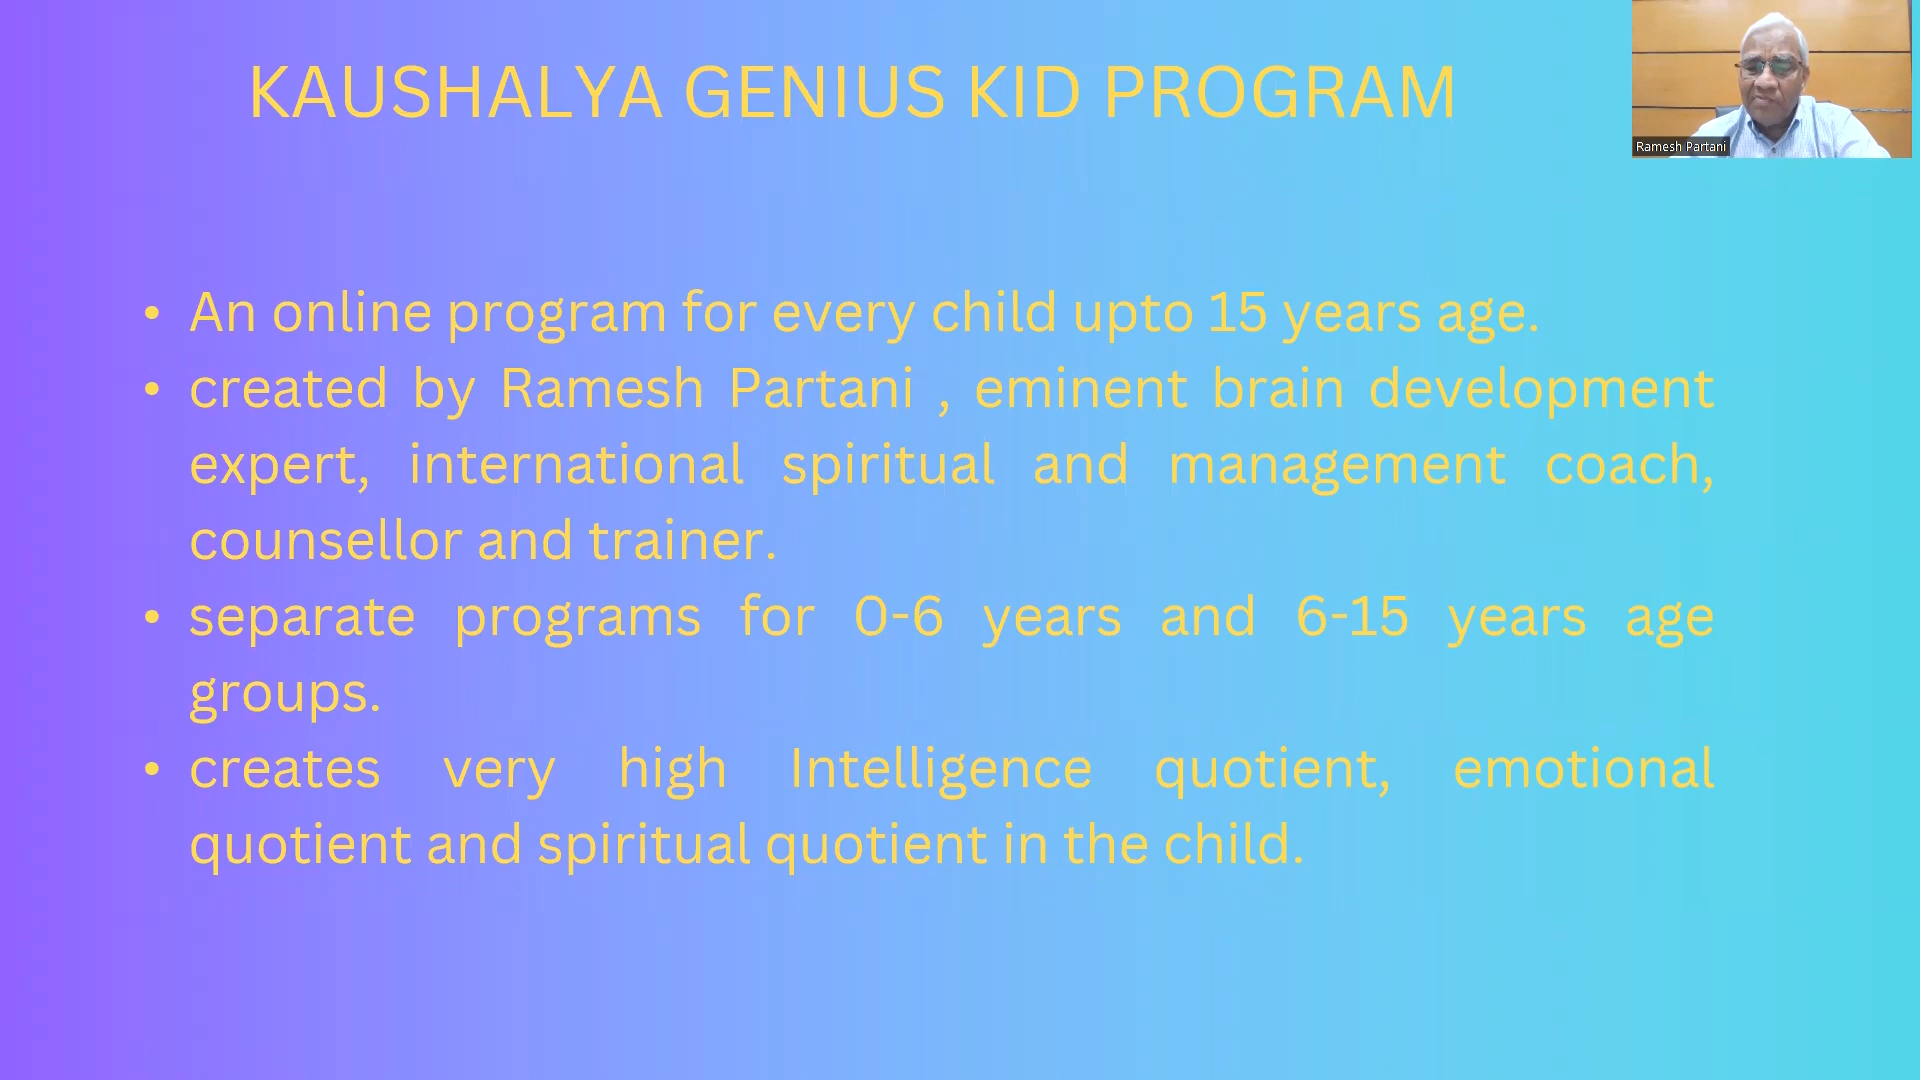 KAUSHALYA GENIUS KID PROGRAM
Ramesh Partani
• An online program for every child upto 15 years age.
• created by Ramesh Partani , eminent brain development
expert, international spiritual and management coach,
counsellor and trainer.
• separate programs for 0-6 years and 6-15 years age
groups.
• creates very high Intelligence quotient, emotional
quotient and spiritual quotient in the child.